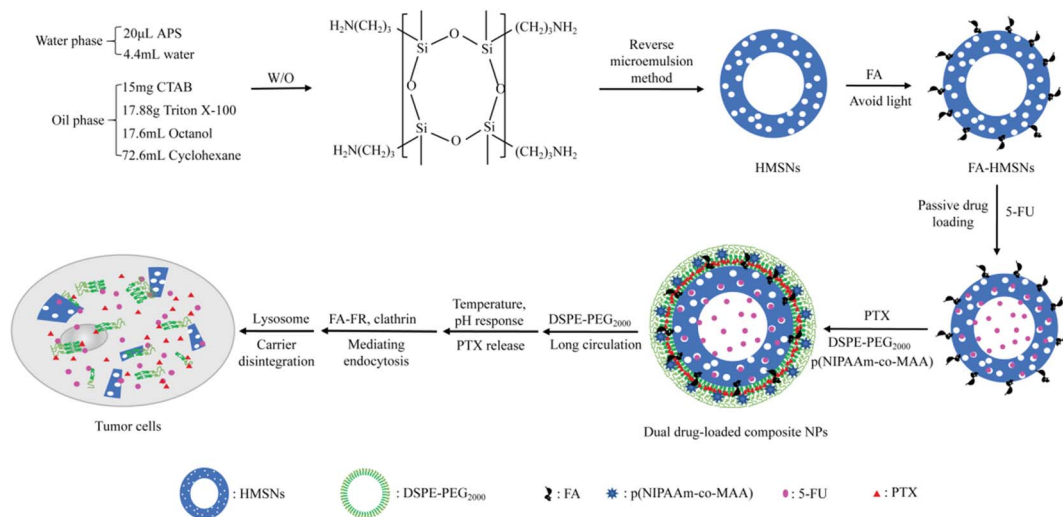 Water phase
20μL APS
4.4mL water
Oil phase
15mg CTAB
17.88g Triton X-100
17.6mL Octanol
72.6mL Cyclohexane
W/O
H2N(CH2)3
(CH2)3NH2
Si
O
Si
O
O
Si
O
Si
H2N(CH2)3
(CH2)3NH2
Reverse
microemulsion
method
HMSNs
FA
Avoid light
FA-HMSNs
Passive drug
loading
5-FU
PTX
DSPE-PEG2000
p(NIPAAm-co-MAA)
Dual drug-loaded composite NPs
DSPE-PEG2000
Long circulation
Temperature,
pH response
PTX release
FA-FR, clathrin
Mediating
endocytosis
Lysosome
Carrier
disintegration
Tumor cells
: HMSNs
: DSPE-PEG2000
: FA
: p(NIPAAm-co-MAA)
: 5-FU
: PTX